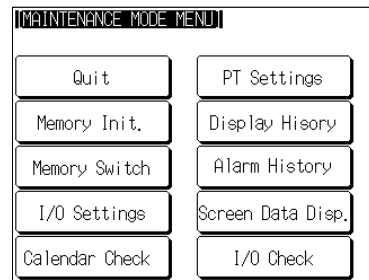 [MAINTENANCE MODE MENU]
Quit
PT Settings
Memory Init.
Display Hisory
Memory Switch
Alarm History
I/O Settings
Screen Data Disp.
Calendar Check
I/O Check